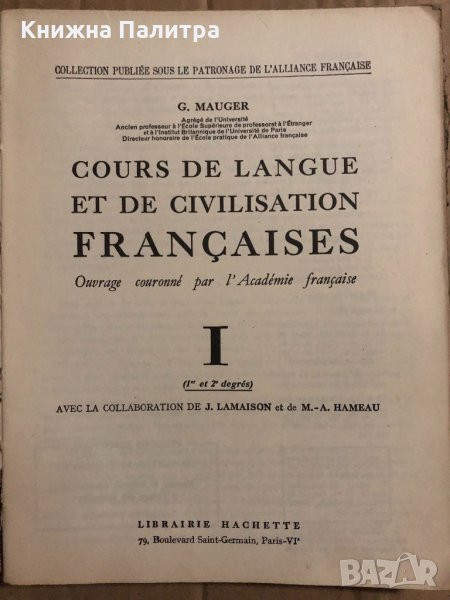 Книжна Палитра
COLLECTION PUBLIÉE SOUS LE PATRONAGE DE L'ALLIANCE FRANÇAISE
G. MAUGER
Agrégé de l'Université
Ancien professeur à l'École Supérieure de professorat à l'Étranger
et à l'Institut Britannique de l'Université de Paris
Directeur honoraire de l'École pratique de l'Alliance française
COURS DE LANGUE
ET DE CIVILISATION
FRANÇAISES
Ouvrage couronné par l'Académie française
I
(1er et 2e degrés)
AVEC LA COLLABORATION DE J. LAMAISON et de M.-A. HAMEAU
LIBRAIRIE HACHETTE
79, Boulevard Saint-Germain, Paris-VIe
BAZAR
.bg